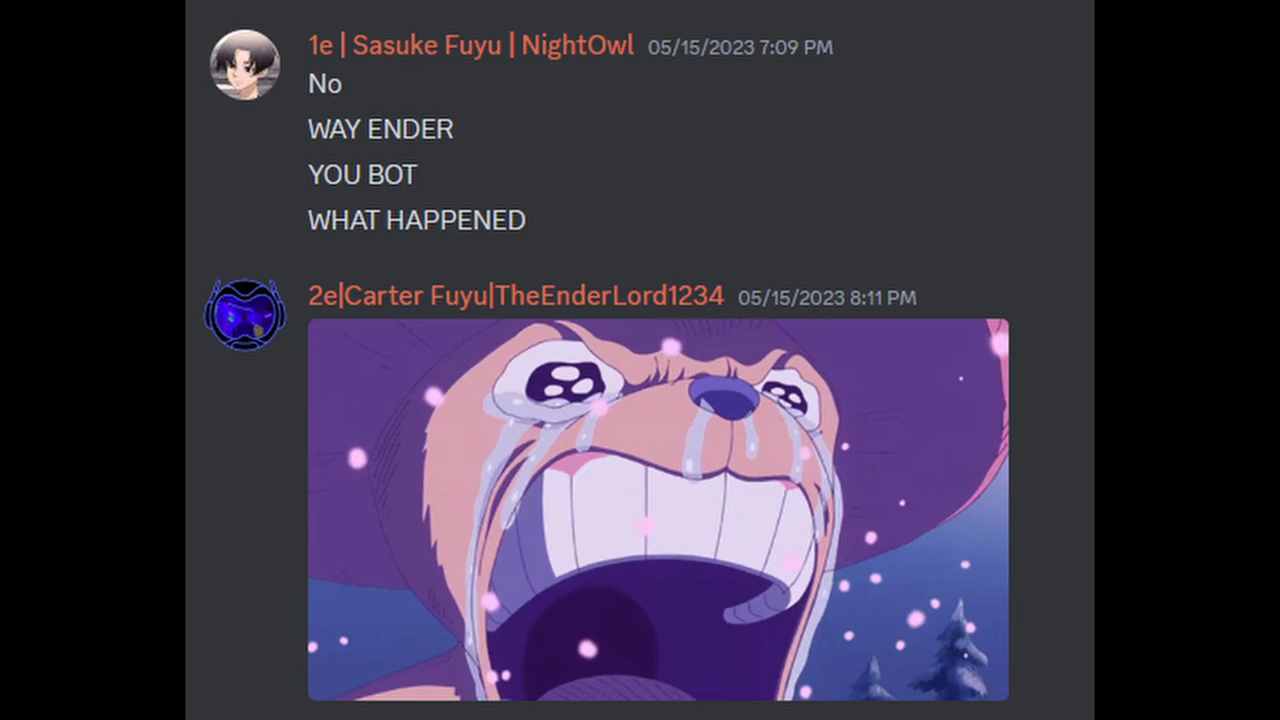 1e | Sasuke Fuyu | NightOwl 05/15/2023 7:09 PM
No
WAY ENDER
YOU BOT
WHAT HAPPENED
2e|Carter Fuyu|TheEnderLord1234 05/15/2023 8:11 PM